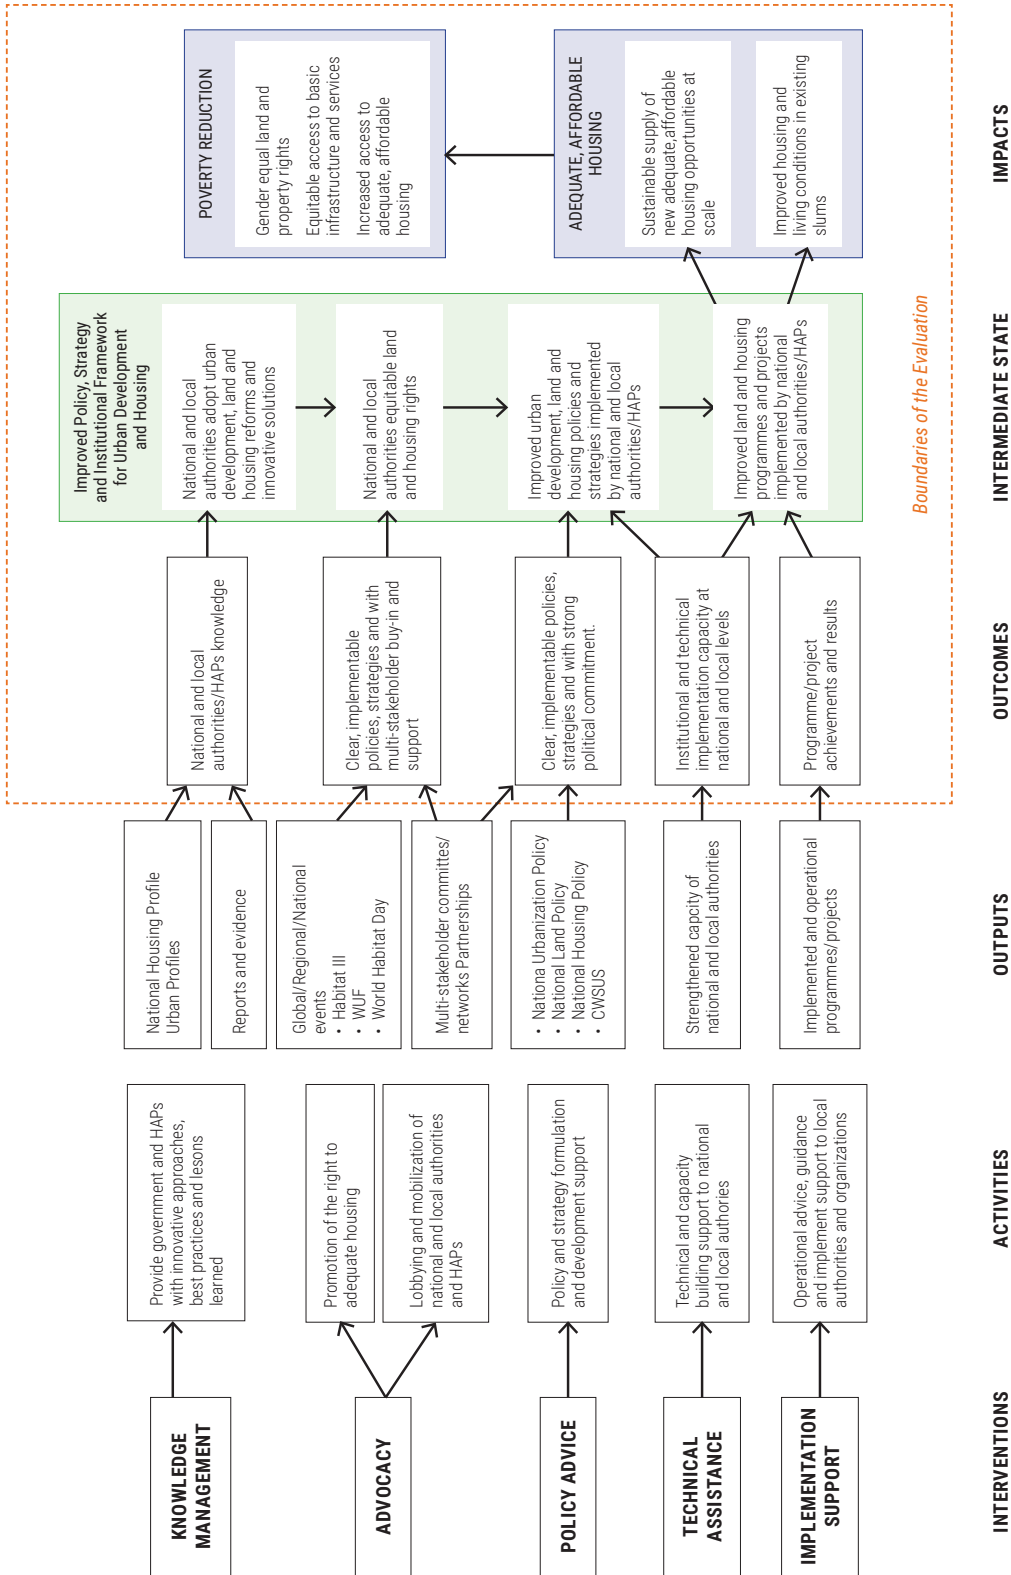 KNOWLEDGE
MANAGEMENT
ADVOCACY
POLICY ADVICE
TECHNICAL
ASSISTANCE
IMPLEMENTATION
SUPPORT
INTERVENTIONS
Provide government and HAPs
with innovative approaches,
best practices and lesons
learned
Promotion of the right to
adequate housing
Lobbying and mobilization of
national and local authorities
and HAPs
Policy and strategy formulation
and development support
Technical and capacity
building support to national
and local authories
Operational advice, guidance
and implement support to local
authorities and organizations
ACTIVITIES
National Housing Profile
Urban Profiles
Reports and evidence
Global/Regional/National
events
• Habitat III
• WUF
• World Habitat Day
Multi-stakeholder committees/
networks Partnerships
• Nationa Urbanization Policy
• National Land Policy
• National Housing Policy
• CWSUS
Strengthened capcity of
national and local authorities
Implemented and operational
programmes/projects
OUTPUTS
National and local
authorities/HAPs knowledge
Clear, implementable
policies, strategies and with
multi-stakeholder buy-in and
support
Clear, implementable policies,
strategies and with strong
political commitment.
Institutional and technical
implementation capacity at
national and local levels
Programme/project
achievements and results
OUTCOMES
Improved Policy, Strategy
and Institutional Framework
for Urban Development
and Housing
National and local
authorities adopt urban
development, land and
housing reforms and
innovative solutions
National and local
authorities equitable land
and housing rights
Improved urban
development, land and
housing policies and
strategies implemented
by national and local
authorities/HAPs
Improved land and housing
programmes and projects
implemented by national
and local authorities/HAPs
Boundaries of the Evaluation
INTERMEDIATE STATE
POVERTY REDUCTION
Gender equal land and
property rights
Equitable access to basic
infrastructure and services
Increased access to
adequate, affordable
housing
ADEQUATE, AFFORDABLE
HOUSING
Sustainable supply of
new adequate,affordable
housing opportunities at
scale
Improved housing and
living conditions in existing
slums
IMPACTS